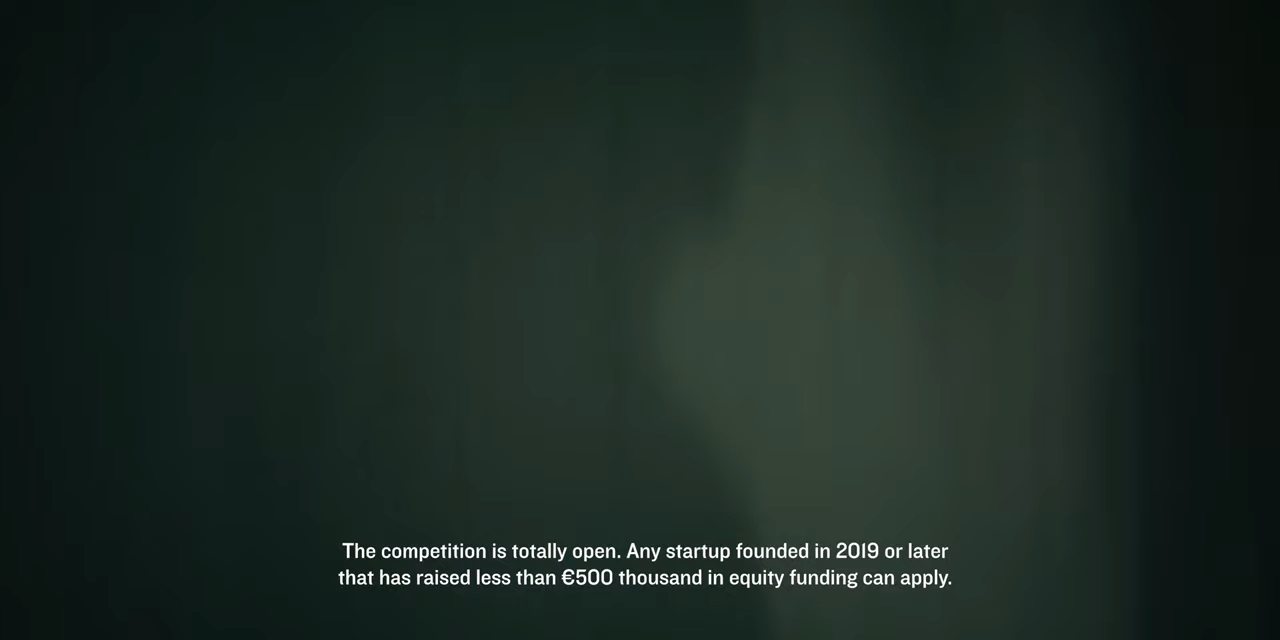 The competition is totally open. Any startup founded in 2019 or later
that has raised less than €500 thousand in equity funding can apply.